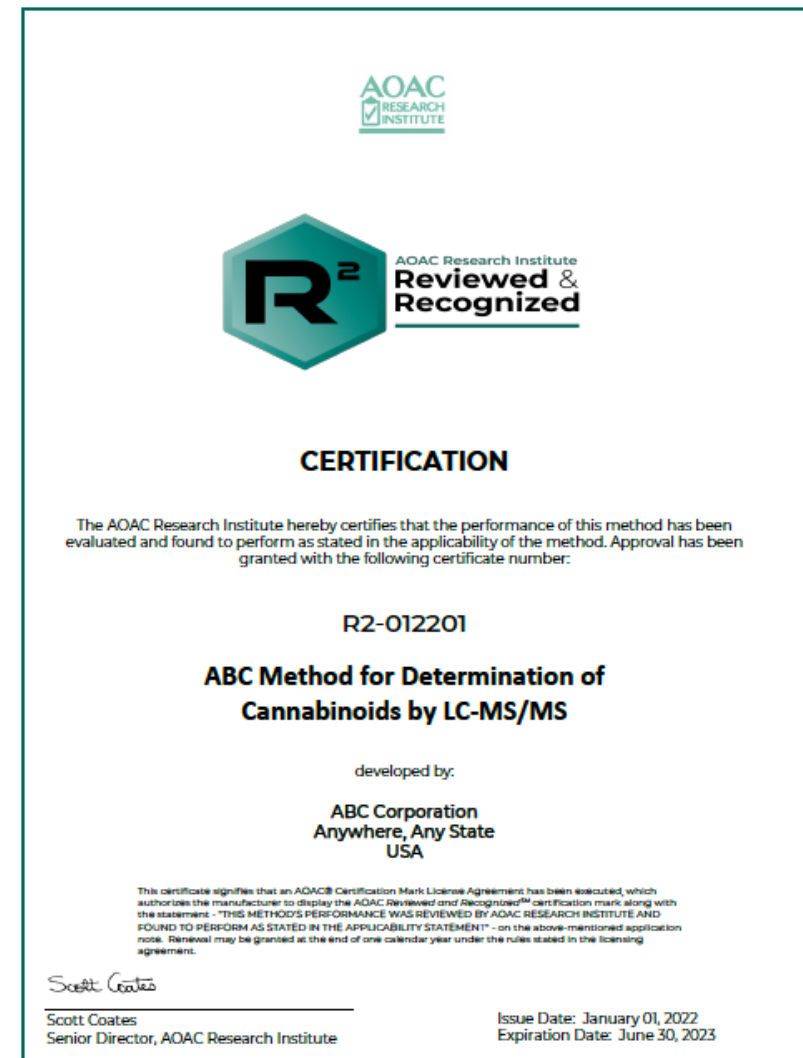 AOAC
RESEARCH
INSTITUTE
R²
AOAC Research Institute
Reviewed &
Recognized
CERTIFICATION
The AOAC Research Institute hereby certifies that the performance of this method has been
evaluated and found to perform as stated in the applicability of the method. Approval has been
granted with the following certificate number:
R2-012201
ABC Method for Determination of
Cannabinoids by LC-MS/MS
developed by:
ABC Corporation
Anywhere, Any State
USA
This certificate signifies that an AOAC® Certification Mark License Agreement has been executed, which
authorizes the manufacturer to display the AOAC Reviewed and Recognized℠ certification mark along with
the statement - "THIS METHOD'S PERFORMANCE WAS REVIEWED BY AOAC RESEARCH INSTITUTE AND
FOUND TO PERFORM AS STATED IN THE APPLICABILITY STATEMENT" - on the above-mentioned application
note. Renewal may be granted at the end of one calendar year under the rules stated in the licensing
agreement.
Scott Coates
Scott Coates
Senior Director, AOAC Research Institute
Issue Date: January 01, 2022
Expiration Date: June 30, 2023